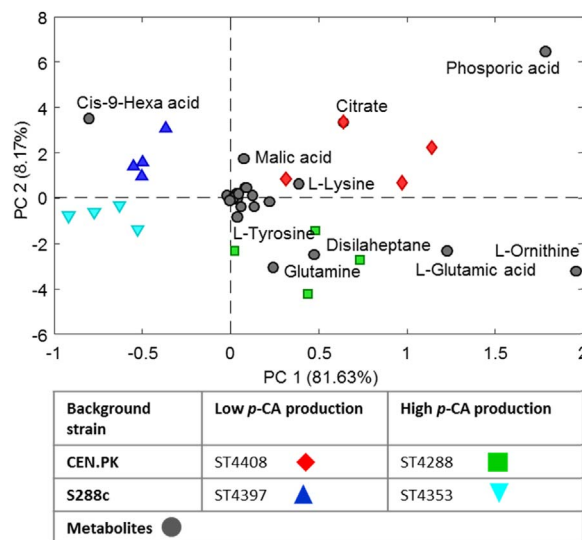 8
6
4
2
0
-2
-4
-6
PC 2 (8.17%)
Phosporic acid
Cis-9-Hexa acid
Citrate
Malic acid
L-Lysine
L-Tyrosine
Disilaheptane
L-Ornithine
Glutamine
L-Glutamic acid
-1
-0.5
0
0.5
1
1.5
2
PC 1 (81.63%)
Background strain
Low p-CA production
High p-CA production
CEN.PK
ST4408
ST4288
S288c
ST4397
ST4353
Metabolites